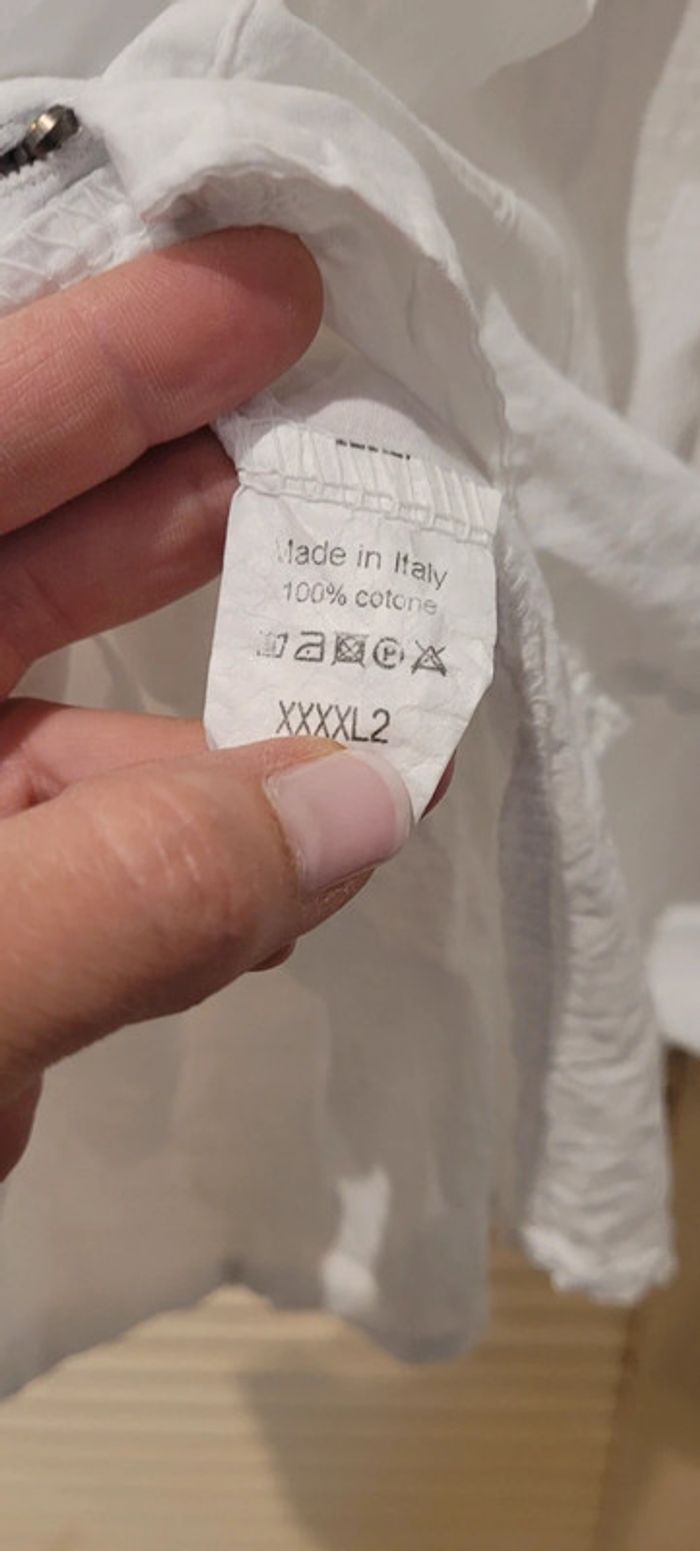 Made in Italy
100% cotone
P
XXXXL2